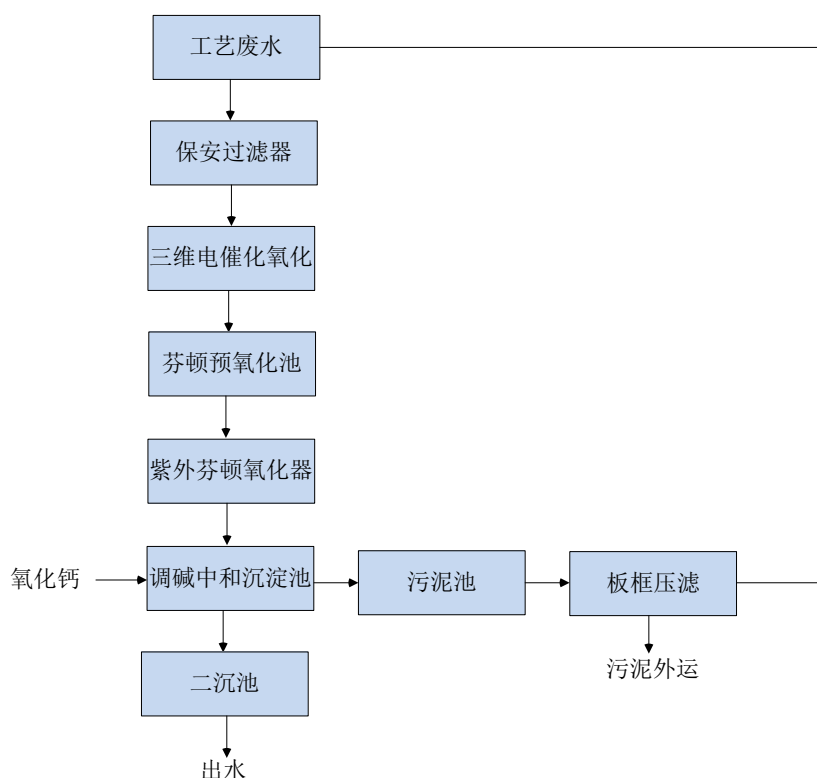 工艺废水
保安过滤器
三维电催化氧化
芬顿预氧化池
紫外芬顿氧化器
氧化钙
调碱中和沉淀池
污泥池
板框压滤
污泥外运
二沉池
出水